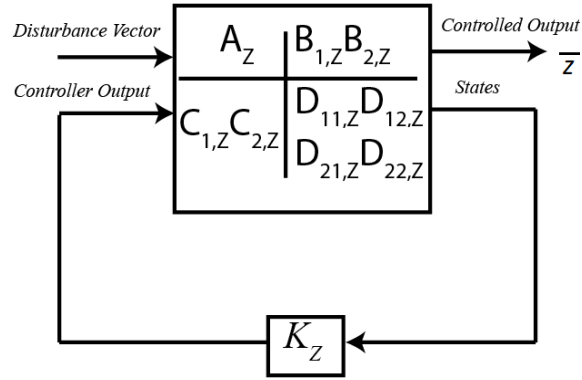 Disturbance Vector
Controlled Output
A_Z B_{1,Z}B_{2,Z}
z
Controller Output
States
C_{1,Z}C_{2,Z} D_{11,Z}D_{12,Z}
D_{21,Z}D_{22,Z}
K_Z